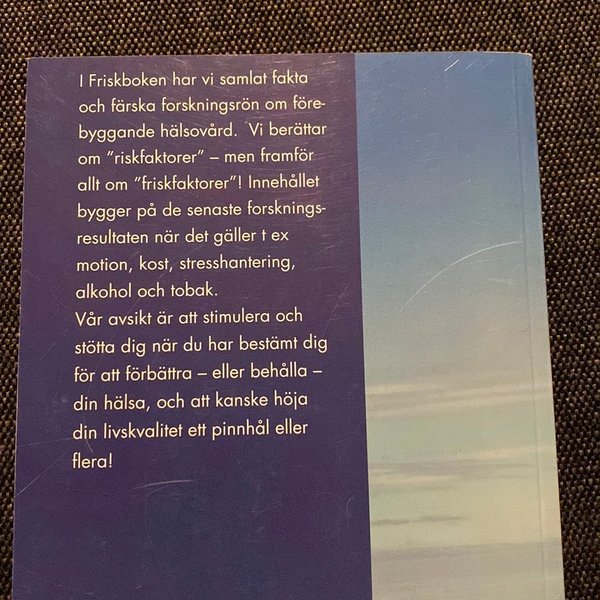 I Friskboken har vi samlat fakta
och färska forskningsrön om före-
byggande hälsovård. Vi berättar
om ”riskfaktorer” – men framför
allt om ”friskfaktorer”! Innehållet
bygger på de senaste forsknings-
resultaten när det gäller t ex
motion, kost, stresshantering,
alkohol och tobak.
Vår avsikt är att stimulera och
stötta dig när du har bestämt dig
för att förbättra – eller behålla –
din hälsa, och att kanske höja
din livskvalitet ett pinnhål eller
flera!